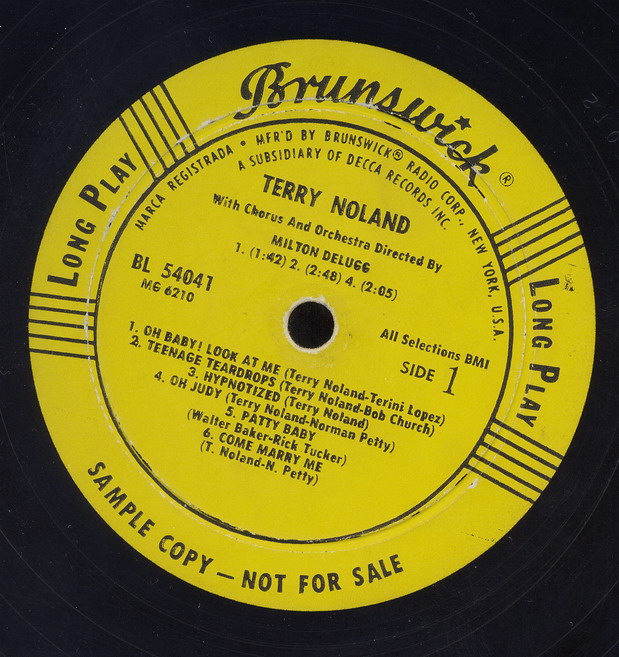 Brunswick ®
LONG PLAY
LONG PLAY
MARCA REGISTRADA • MFR'D BY BRUNSWICK® RADIO CORP., NEW YORK, U.S.A.
A SUBSIDIARY OF DECCA RECORDS INC.
TERRY NOLAND
With Chorus And Orchestra Directed By
MILTON DELUGG
1. (1:42) 2. (2:48) 4. (2:05)
BL 54041
MG 6210
All Selections BMI
SIDE 1
1. OH BABY! LOOK AT ME (Terry Noland-Terini Lopez)
2. TEENAGE TEARDROPS (Terry Noland-Bob Church)
3. HYPNOTIZED (Terry Noland)
4. OH JUDY (Terry Noland-Norman Petty)
5. PATTY BABY
(Walter Baker-Rick Tucker)
6. COME MARRY ME
(T. Noland-N. Petty)
SAMPLE COPY — NOT FOR SALE